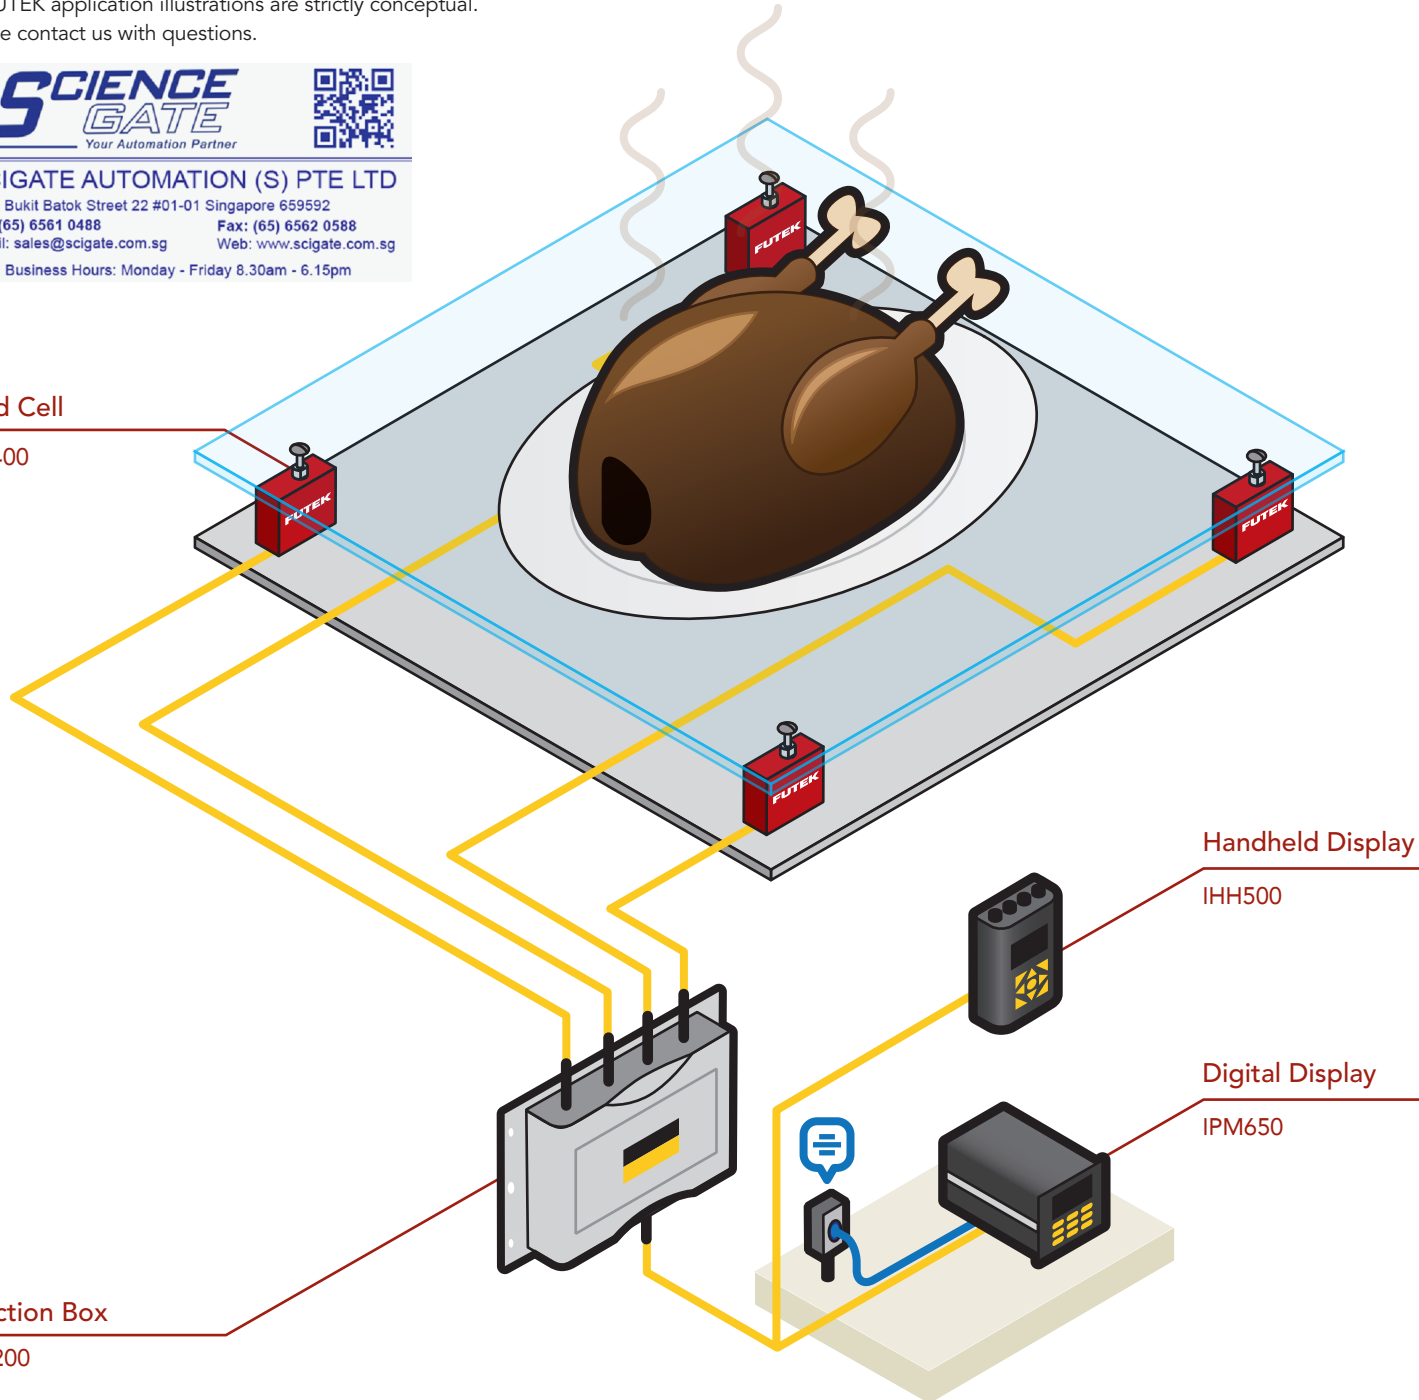 UTEK application illustrations are strictly conceptual.
e contact us with questions.
SCIENCE
GATE
Your Automation Partner
IGATE AUTOMATION (S) PTE LTD
Bukit Batok Street 22 #01-01 Singapore 659592
(65) 6561 0488 Fax: (65) 6562 0588
il: sales@scigate.com.sg Web: www.scigate.com.sg
Business Hours: Monday - Friday 8.30am - 6.15pm
FUTEK
d Cell
400
FUTEK
FUTEK
FUTEK
Handheld Display
IHH500
Digital Display
IPM650
ction Box
200